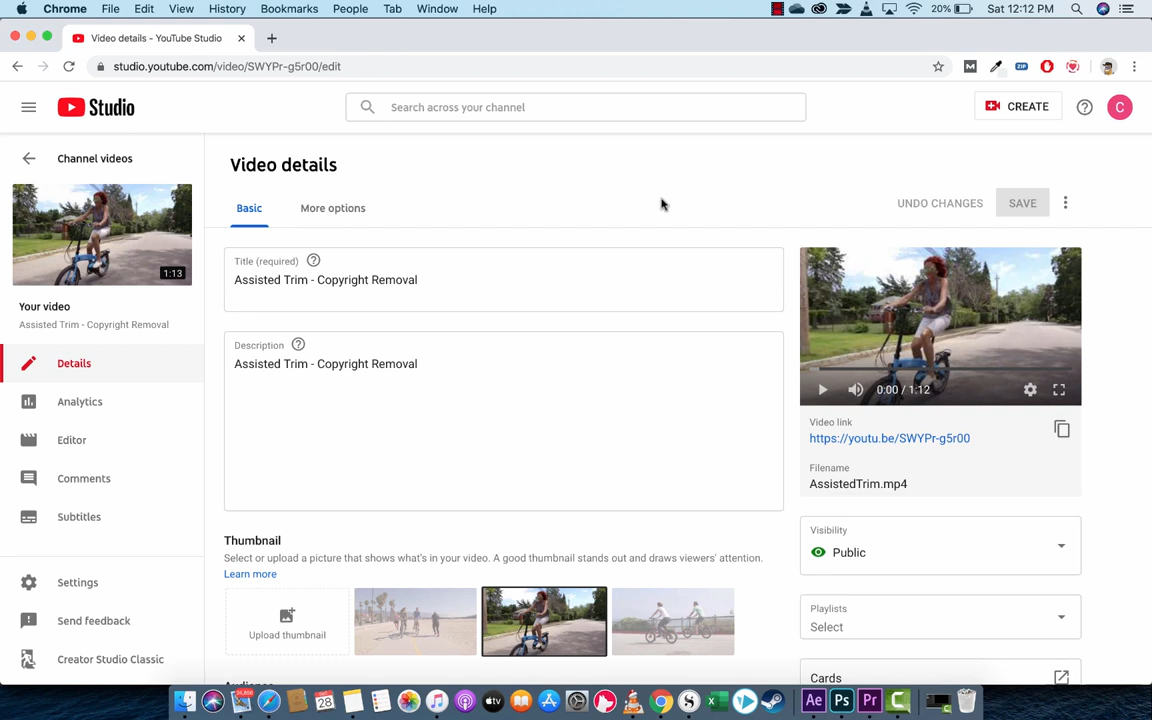 Chrome File Edit View History Bookmarks People Tab Window Help 20% Sat 12:12 PM
Video details - YouTube Studio
studio.youtube.com/video/SWYPr-g5r00/edit
Studio
Search across your channel
CREATE
C
Channel videos
1:13
Your video
Assisted Trim - Copyright Removal
Details
Analytics
Editor
Comments
Subtitles
Settings
Send feedback
Creator Studio Classic
Video details
Basic More options
UNDO CHANGES SAVE
Title (required)
Assisted Trim - Copyright Removal
Description
Assisted Trim - Copyright Removal
Thumbnail
Select or upload a picture that shows what's in your video. A good thumbnail stands out and draws viewers' attention.
Learn more
Upload thumbnail
0:00 / 1:12
Video link
https://youtu.be/SWYPr-g5r00
Filename
AssistedTrim.mp4
Visibility
Public
Playlists
Select
Cards
28
tv
Ae Ps Pr